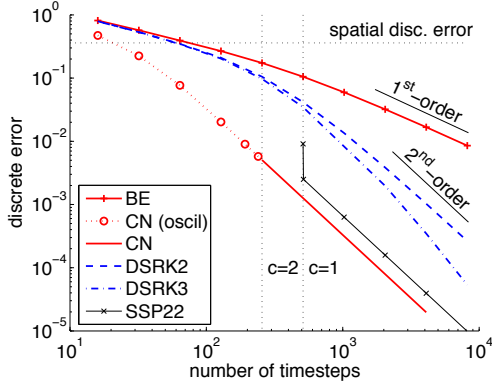 10^0
10^-1
10^-2
10^-3
10^-4
10^-5
discrete error
spatial disc. error
1^st-order
2^nd-order
BE
CN (oscil)
CN
DSRK2
DSRK3
SSP22
c=2
c=1
10^1
10^2
10^3
10^4
number of timesteps